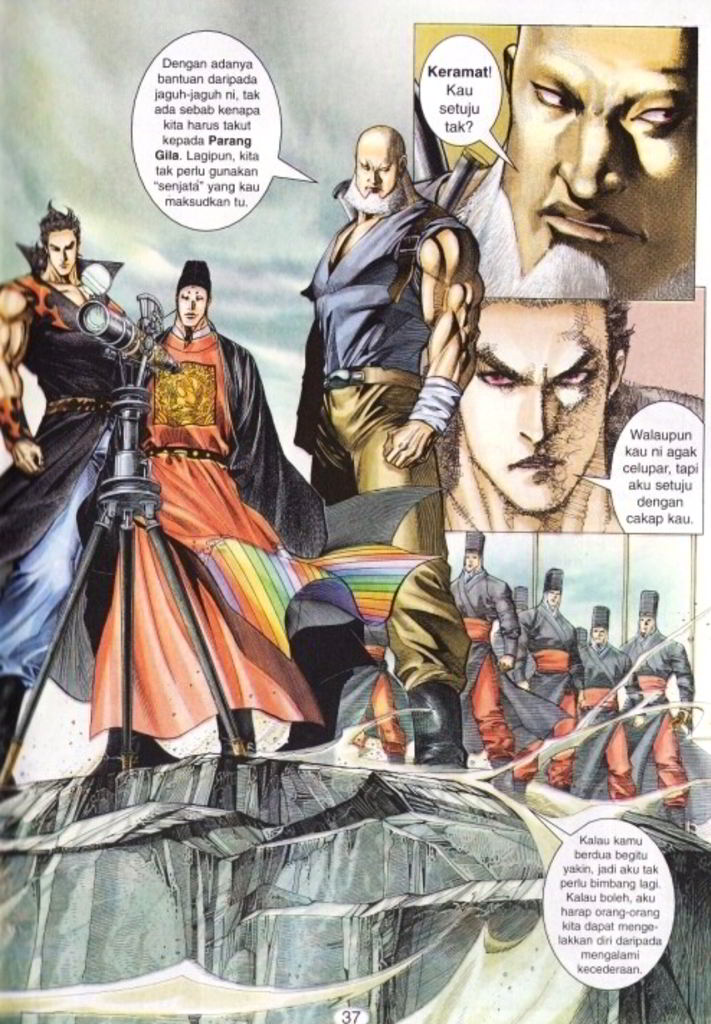 Dengan adanya
bantuan daripada
jaguh-jaguh ni, tak
ada sebab kenapa
kita harus takut
kepada Parang
Gila. Lagipun, kita
tak perlu gunakan
"senjata" yang kau
maksudkan tu.
Keramat!
Kau
setuju
tak?
Walaupun
kau ni agak
celupar, tapi
aku setuju
dengan
cakap kau.
Kalau kamu
berdua begitu
yakin, jadi aku tak
perlu bimbang lagi.
Kalau boleh, aku
harap orang-orang
kita dapat menge-
lakkan diri daripada
mengalami
kecederaan.
37